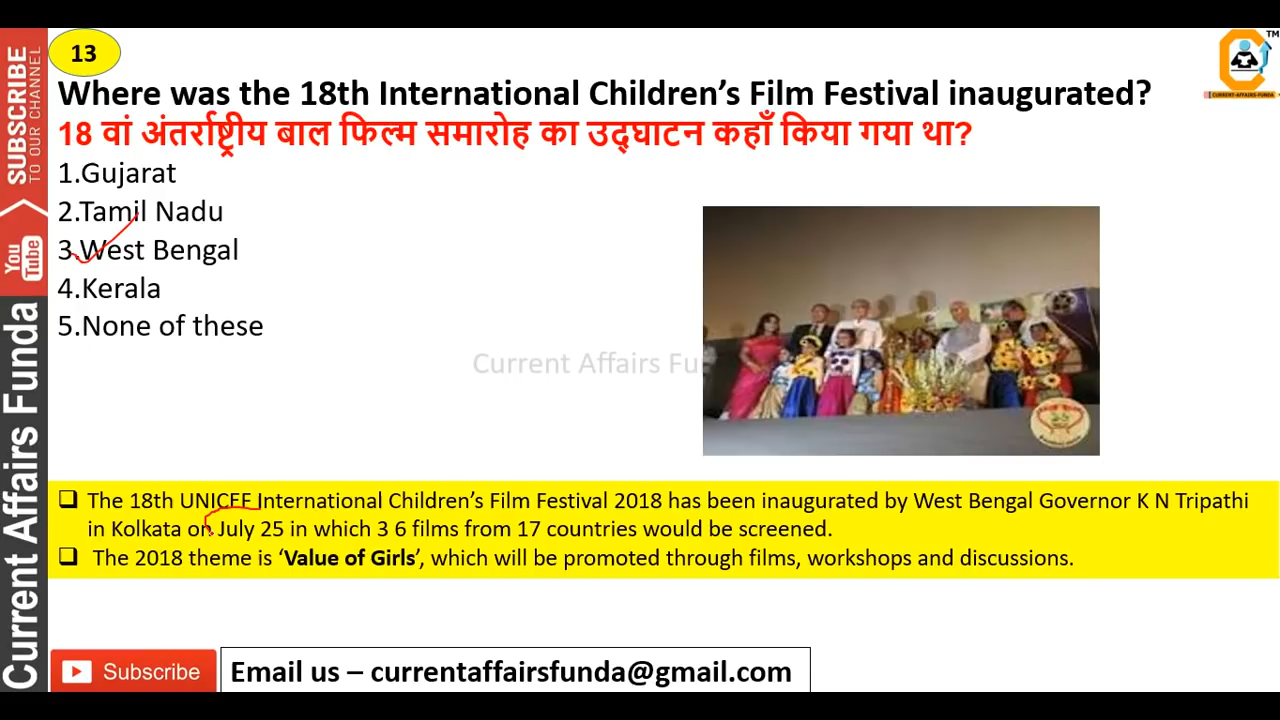 SUBSCRIBE
TO OUR CHANNEL
You Tube
Current Affairs Funda
13
TM
CURRENT-AFFAIRS-FUNDA
Where was the 18th International Children’s Film Festival inaugurated?
18 वां अंतर्राष्ट्रीय बाल फिल्म समारोह का उद्घाटन कहाँ किया गया था?
1.Gujarat
2.Tamil Nadu
3.West Bengal
4.Kerala
5.None of these
Current Affairs Fu
The 18th UNICEF International Children’s Film Festival 2018 has been inaugurated by West Bengal Governor K N Tripathi
in Kolkata on July 25 in which 3 6 films from 17 countries would be screened.
The 2018 theme is ‘Value of Girls’, which will be promoted through films, workshops and discussions.
Subscribe
Email us – currentaffairsfunda@gmail.com